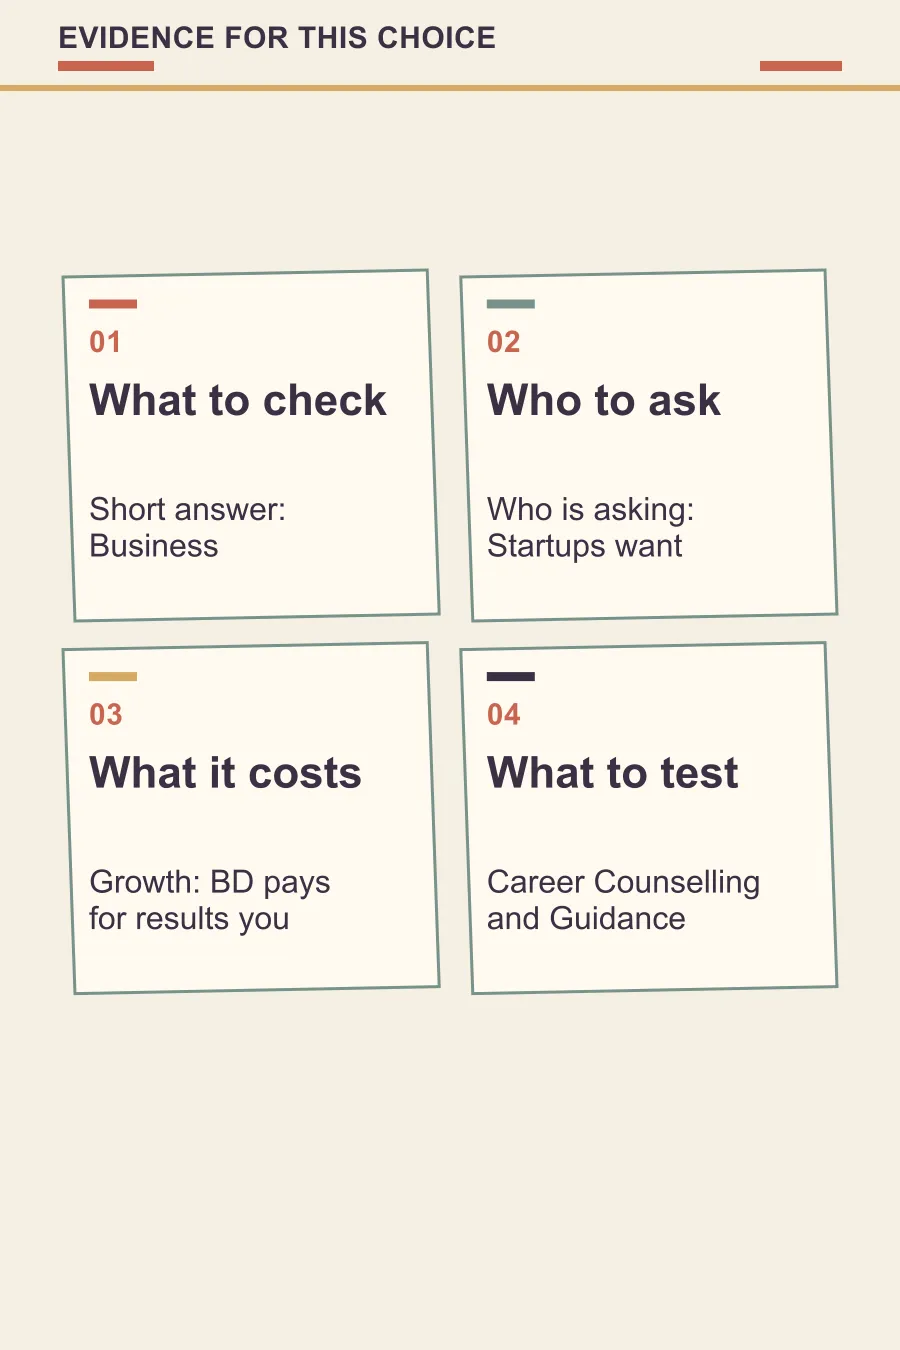 EVIDENCE FOR THIS CHOICE
01
What to check
Short answer:
Business
02
Who to ask
Who is asking:
Startups want
03
What it costs
Growth: BD pays
for results you
04
What to test
Career Counselling
and Guidance